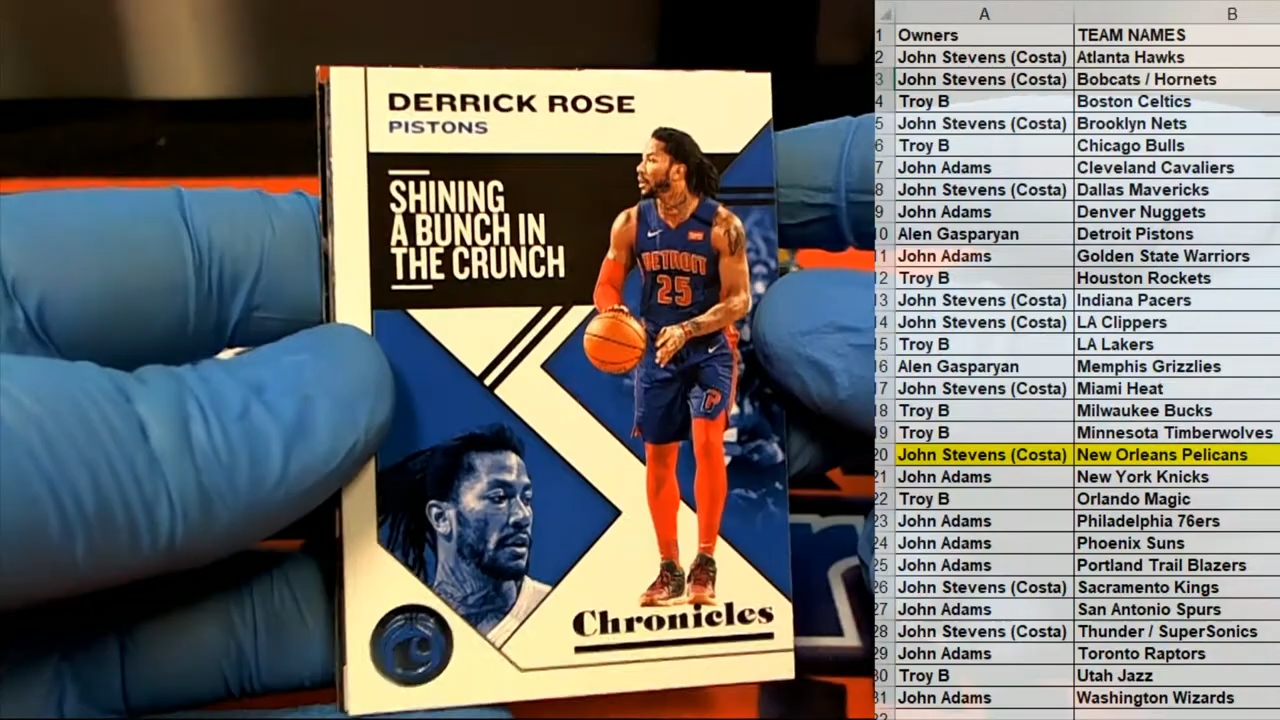 DERRICK ROSE
PISTONS
SHINING
A BUNCH IN
THE CRUNCH
DETROIT
25
Chronicles
A B
1 Owners TEAM NAMES
2 John Stevens (Costa) Atlanta Hawks
3 John Stevens (Costa) Bobcats / Hornets
4 Troy B Boston Celtics
5 John Stevens (Costa) Brooklyn Nets
6 Troy B Chicago Bulls
7 John Adams Cleveland Cavaliers
8 John Stevens (Costa) Dallas Mavericks
9 John Adams Denver Nuggets
10 Alen Gasparyan Detroit Pistons
11 John Adams Golden State Warriors
12 Troy B Houston Rockets
13 John Stevens (Costa) Indiana Pacers
14 John Stevens (Costa) LA Clippers
15 Troy B LA Lakers
16 Alen Gasparyan Memphis Grizzlies
17 John Stevens (Costa) Miami Heat
18 Troy B Milwaukee Bucks
19 Troy B Minnesota Timberwolves
20 John Stevens (Costa) New Orleans Pelicans
21 John Adams New York Knicks
22 Troy B Orlando Magic
23 John Adams Philadelphia 76ers
24 John Adams Phoenix Suns
25 John Adams Portland Trail Blazers
26 John Stevens (Costa) Sacramento Kings
27 John Adams San Antonio Spurs
28 John Stevens (Costa) Thunder / SuperSonics
29 John Adams Toronto Raptors
30 Troy B Utah Jazz
31 John Adams Washington Wizards